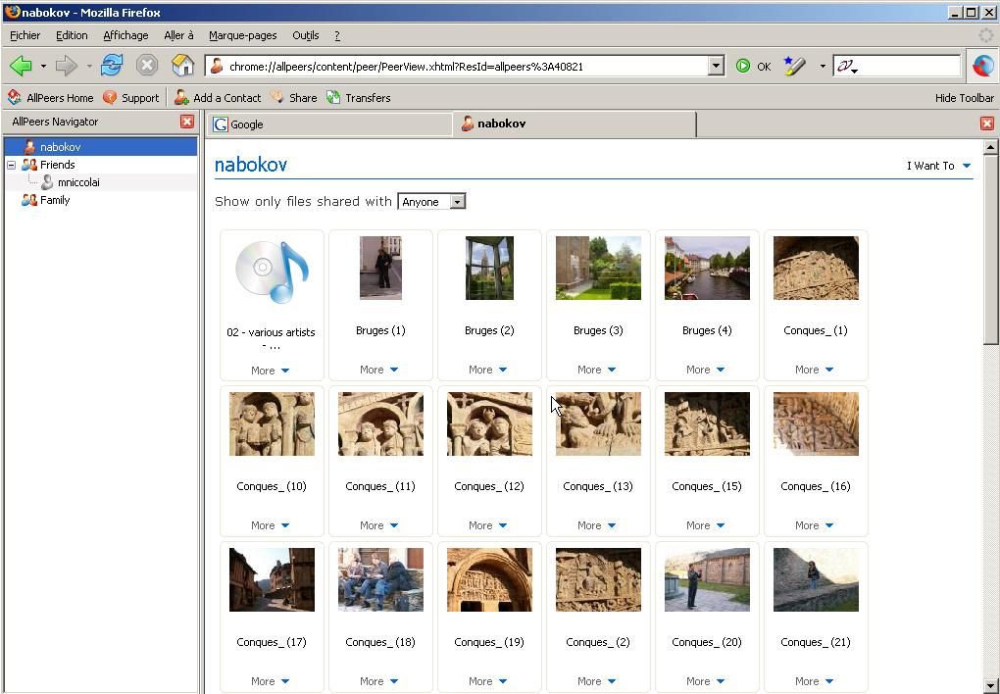 nabokov - Mozilla Firefox
Fichier Edition Affichage Aller à Marque-pages Outils ?
chrome://allpeers/content/peer/PeerView.xhtml?ResId=allpeers%3A40821 OK
AllPeers Home Support Add a Contact Share Transfers Hide Toolbar
AllPeers Navigator
nabokov
Friends
mniccolai
Family
Google nabokov
nabokov I Want To
Show only files shared with Anyone
02 - various artists - ... Bruges (1) Bruges (2) Bruges (3) Bruges (4) Conques_ (1)
More More More More More More
Conques_ (10) Conques_ (11) Conques_ (12) Conques_ (13) Conques_ (15) Conques_ (16)
More More More More More More
Conques_ (17) Conques_ (18) Conques_ (19) Conques_ (2) Conques_ (20) Conques_ (21)
More More More More More More